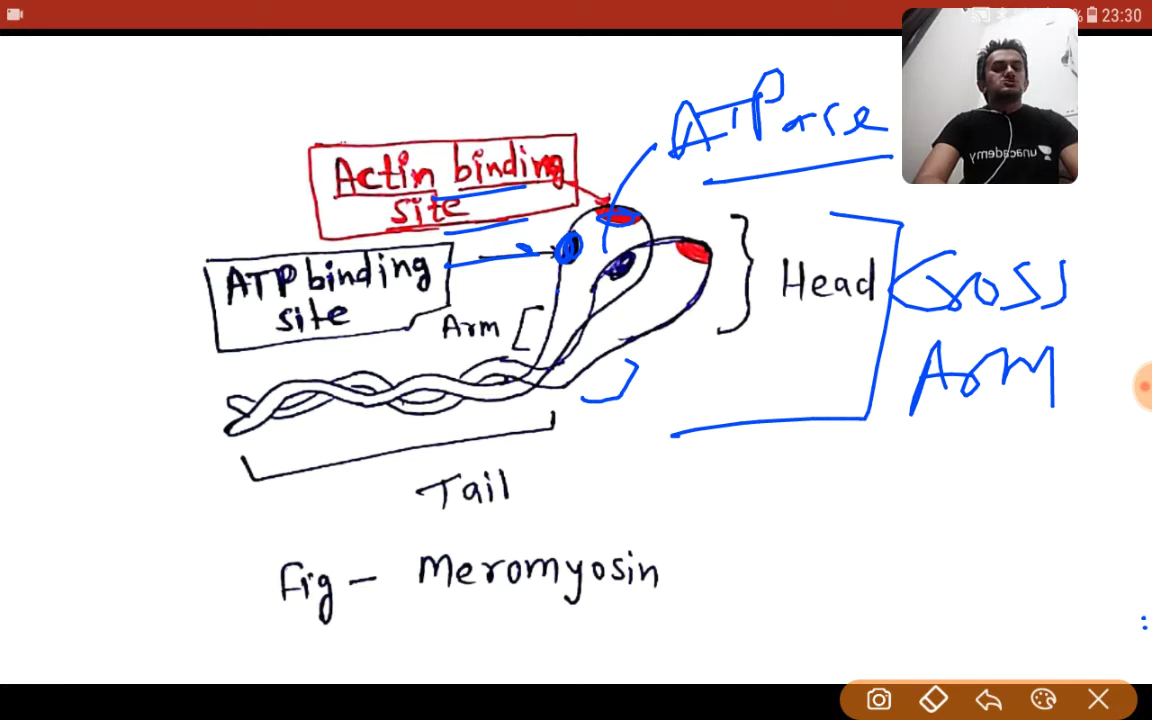 23:30
ATPase
unacademy
Actin binding
site
ATP binding
site
Arm
Head
Cross
Arm
Tail
Fig - Meromyosin